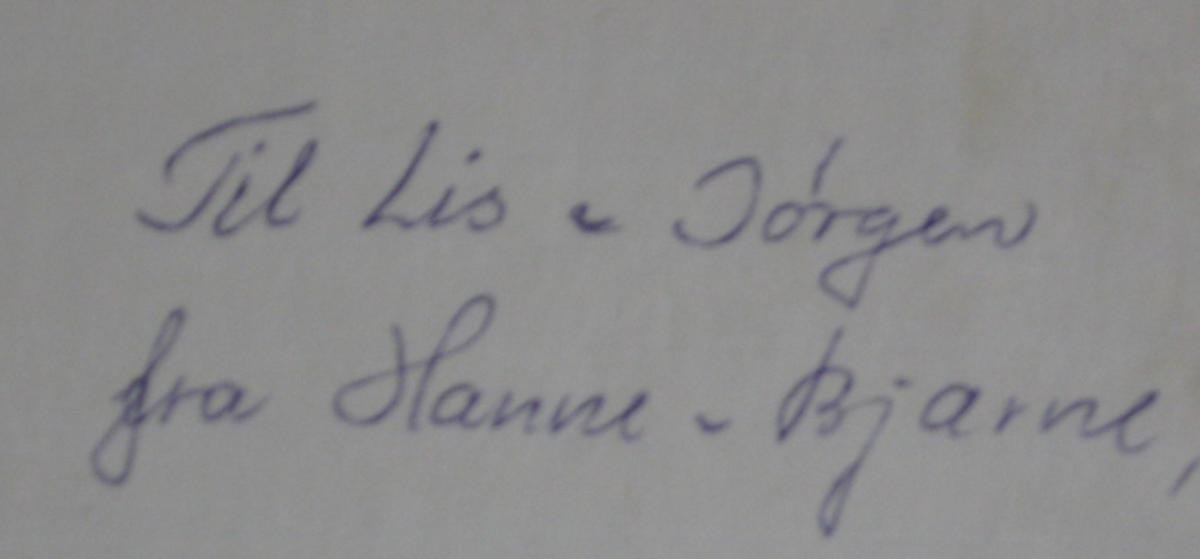 Til Lis & Jørgen
fra Hanne & Bjarne,